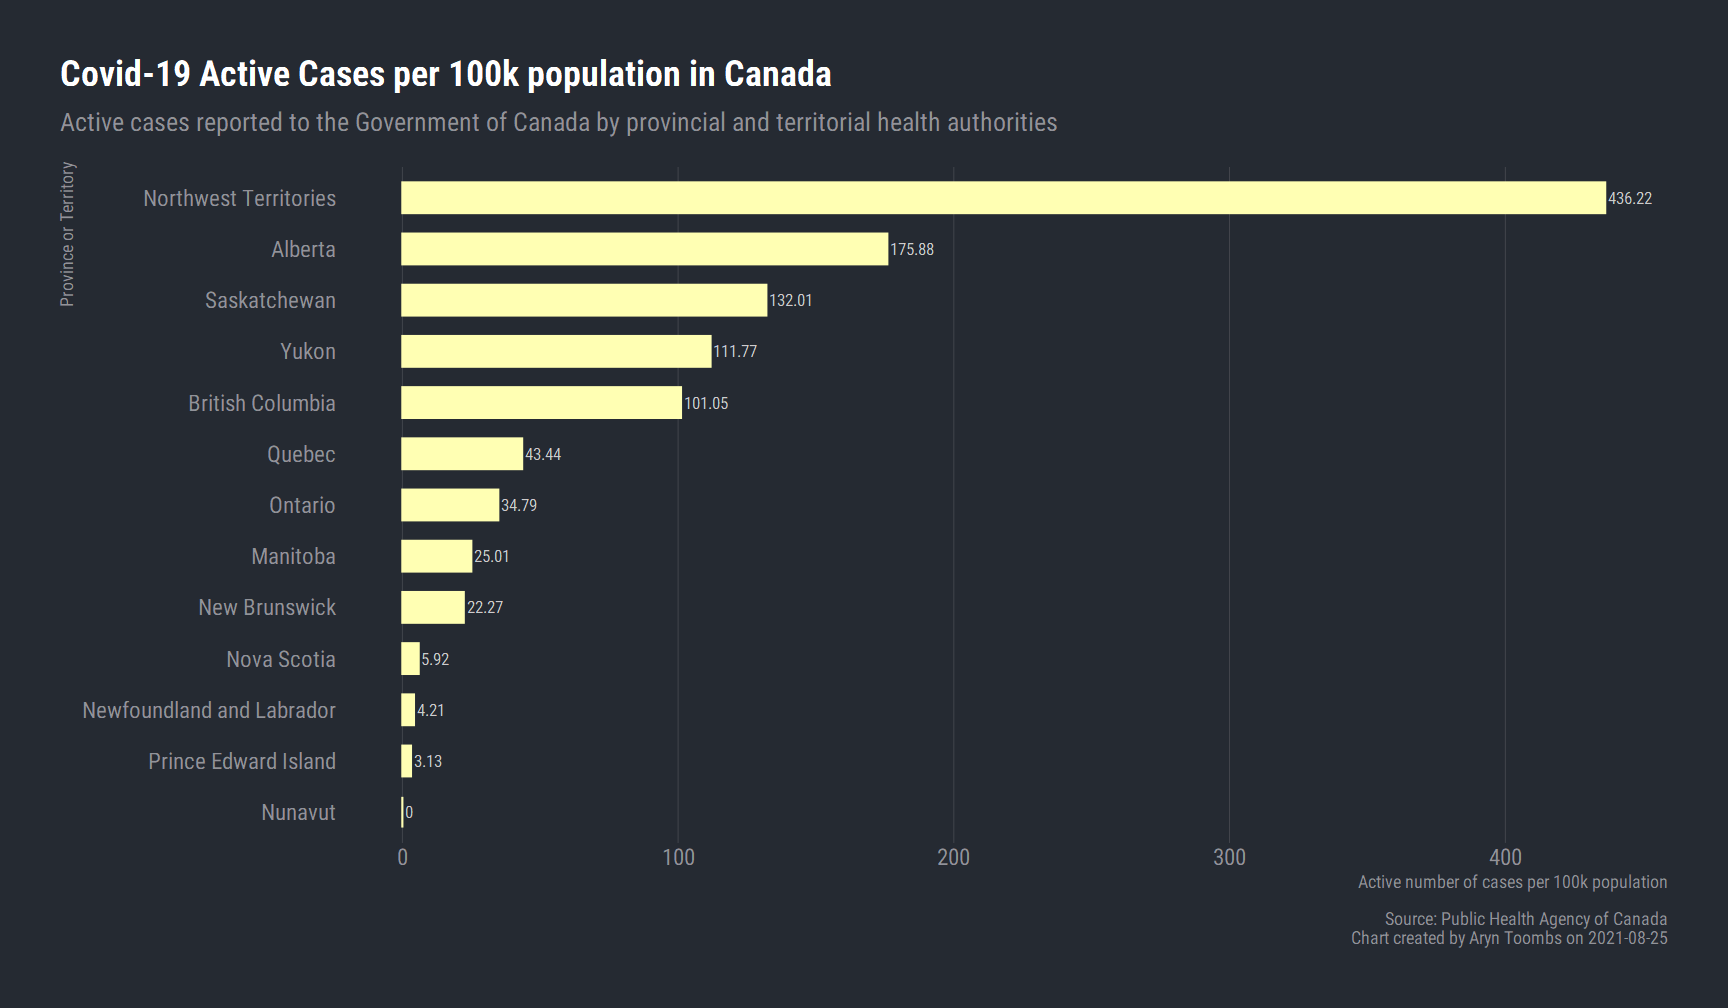 Covid-19 Active Cases per 100k population in Canada
Active cases reported to the Government of Canada by provincial and territorial health authorities
Province or Territory
Northwest Territories 436.22
Alberta 175.88
Saskatchewan 132.01
Yukon 111.77
British Columbia 101.05
Quebec 43.44
Ontario 34.79
Manitoba 25.01
New Brunswick 22.27
Nova Scotia 5.92
Newfoundland and Labrador 4.21
Prince Edward Island 3.13
Nunavut 0
0 100 200 300 400
Active number of cases per 100k population
Source: Public Health Agency of Canada
Chart created by Aryn Toombs on 2021-08-25